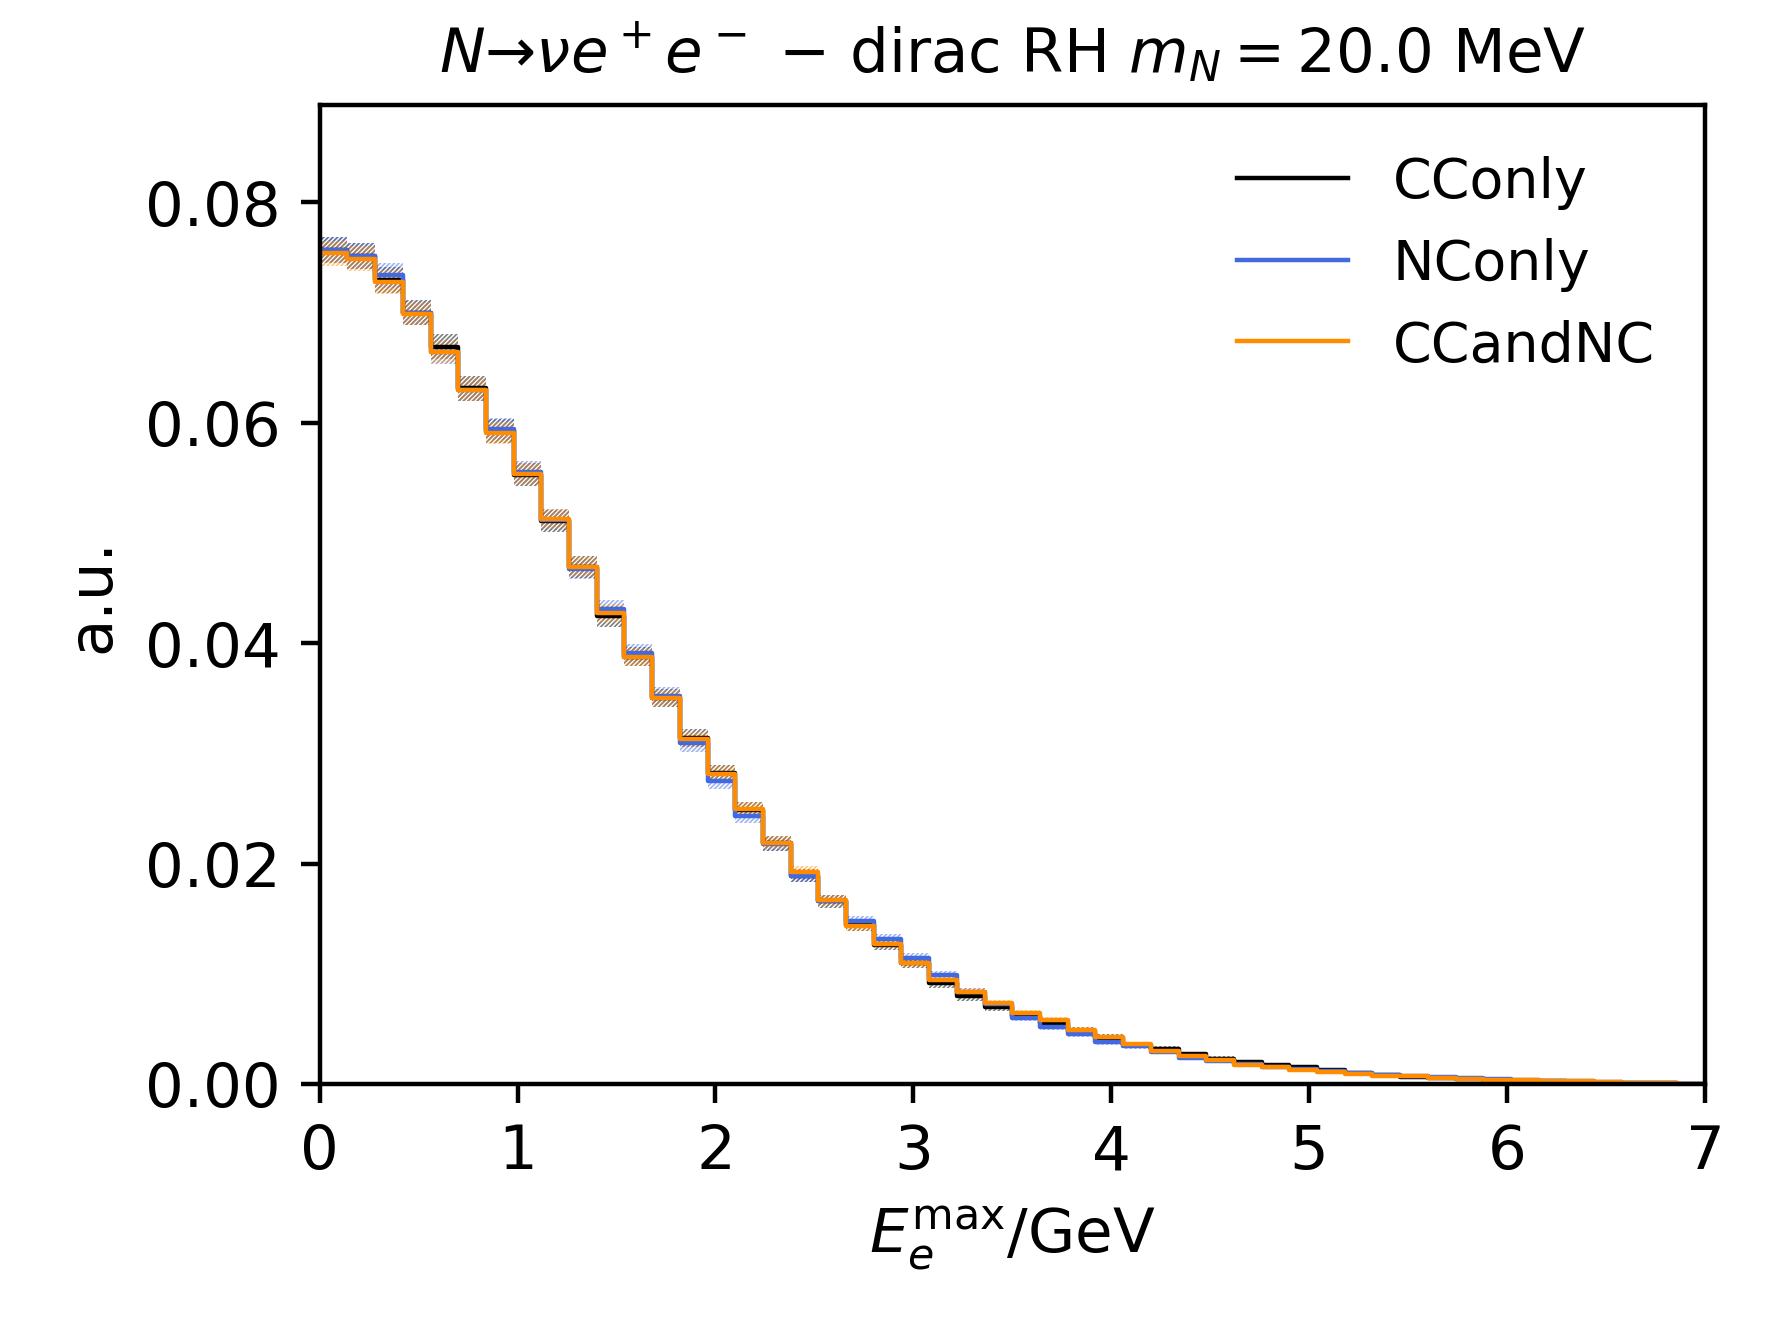 N→νe⁺e⁻ − dirac RH m_N = 20.0 MeV
CConly
NConly
CCandNC
a.u.
0.08
0.06
0.04
0.02
0.00
0 1 2 3 4 5 6 7
E_e^max/GeV